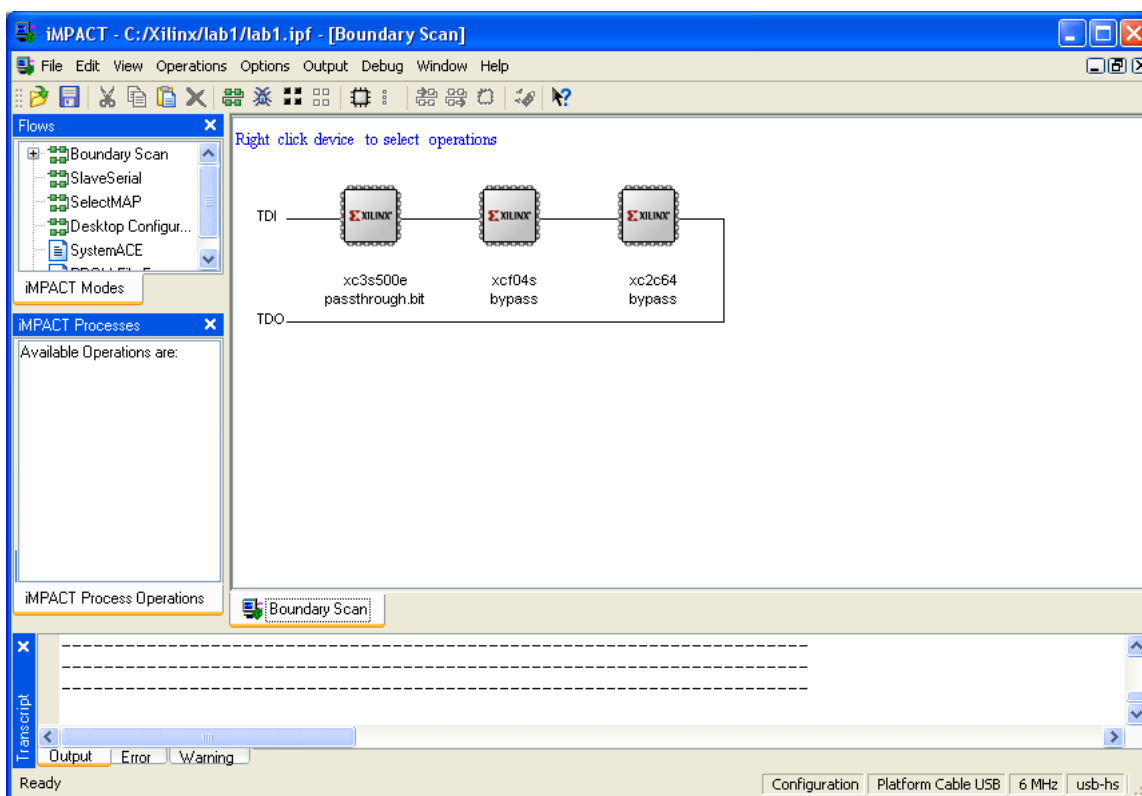 iMPACT - C:/Xilinx/lab1/lab1.ipf - [Boundary Scan]
File Edit View Operations Options Output Debug Window Help
Flows
Boundary Scan
SlaveSerial
SelectMAP
Desktop Configur...
SystemACE
iMPACT Modes
iMPACT Processes
Available Operations are:
iMPACT Process Operations
Right click device to select operations
TDI
XILINX XILINX XILINX
xc3s500e xcf04s xc2c64
passthrough.bit bypass bypass
TDO
Boundary Scan
Transcript
Output Error Warning
Ready
Configuration Platform Cable USB 6 MHz usb-hs